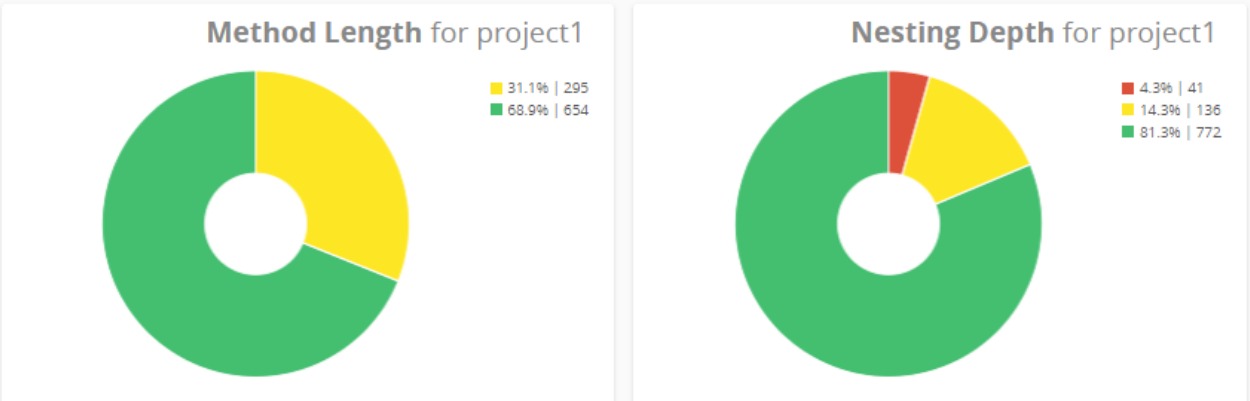 Method Length for project1
31.1% | 295
68.9% | 654
Nesting Depth for project1
4.3% | 41
14.3% | 136
81.3% | 772